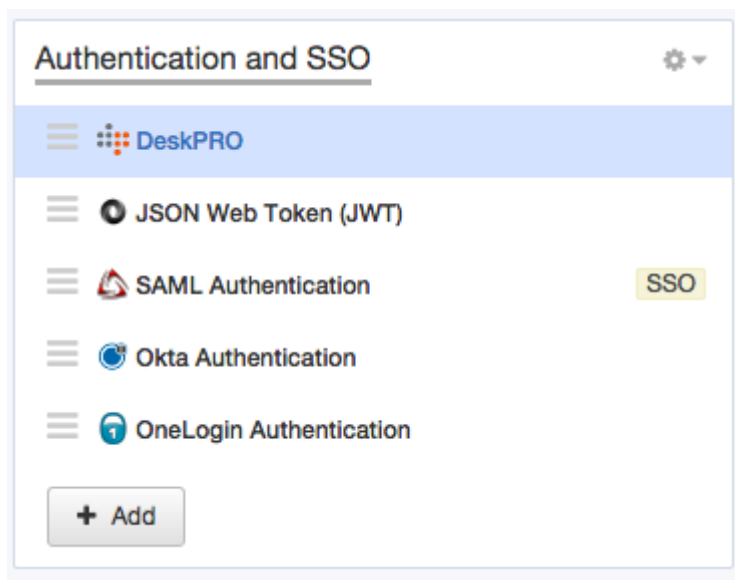 Authentication and SSO
DeskPRO
JSON Web Token (JWT)
SAML Authentication SSO
Okta Authentication
OneLogin Authentication
+ Add